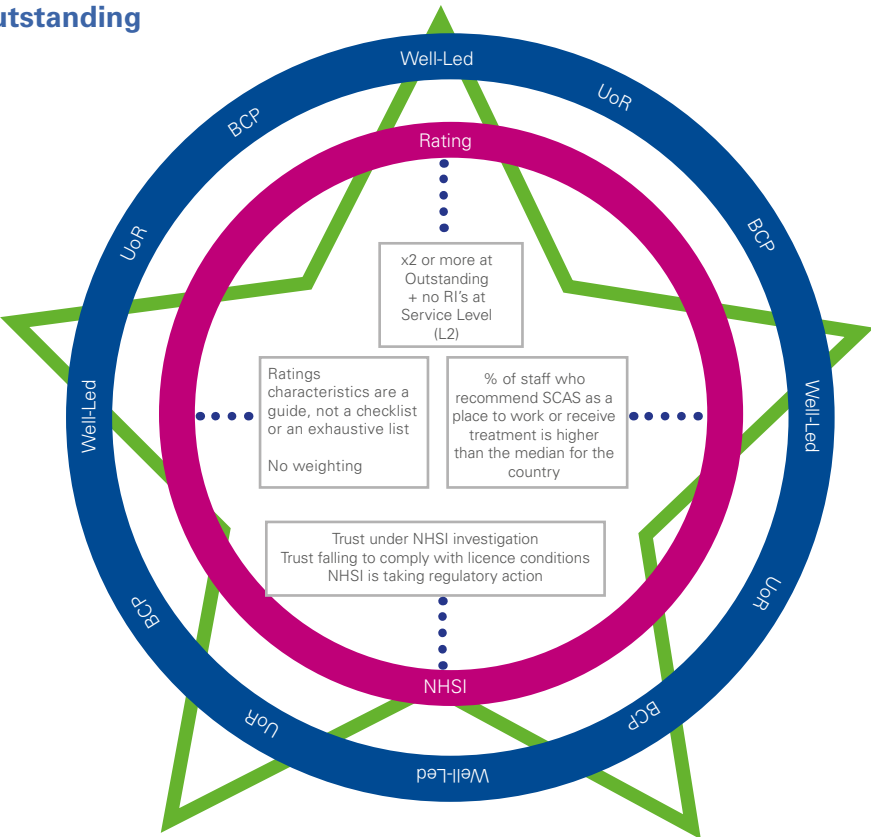 utstanding
Well-Led
UoR
BCP
Well-Led
UoR
BCP
Well-Led
UoR
BCP
Well-Led
UoR
BCP
Rating
x2 or more at
Outstanding
+ no RI's at
Service Level
(L2)
Ratings
characteristics are a
guide, not a checklist
or an exhaustive list
No weighting
% of staff who
recommend SCAS as a
place to work or receive
treatment is higher
than the median for the
country
Trust under NHSI investigation
Trust falling to comply with licence conditions
NHSI is taking regulatory action
NHSI